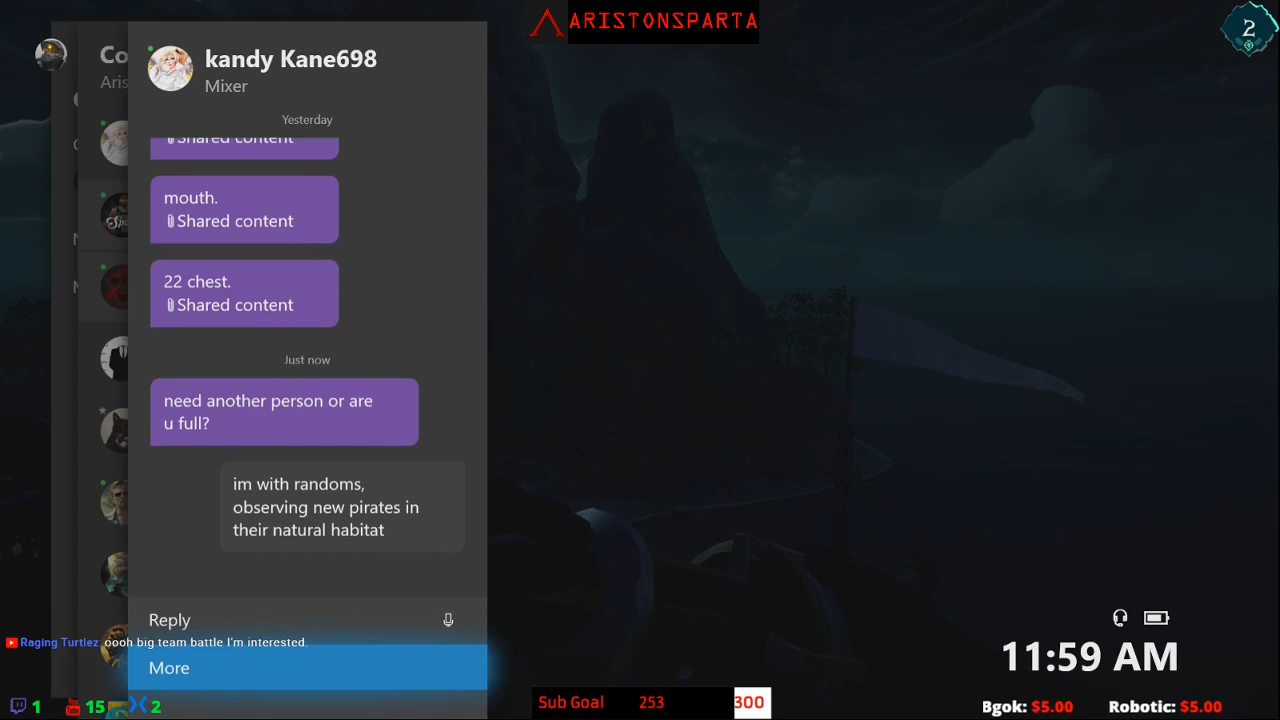 ARISTONSPARTA
2
Co
Aris
kandy Kane698
Mixer
Yesterday
Shared content
mouth.
Shared content
22 chest.
Shared content
Just now
need another person or are
u full?
im with randoms,
observing new pirates in
their natural habitat
Reply
Raging Turtlez: oooh big team battle I'm interested.
More
11:59 AM
1
15
2
Sub Goal 253 300
Bgok: $5.00 Robotic: $5.00